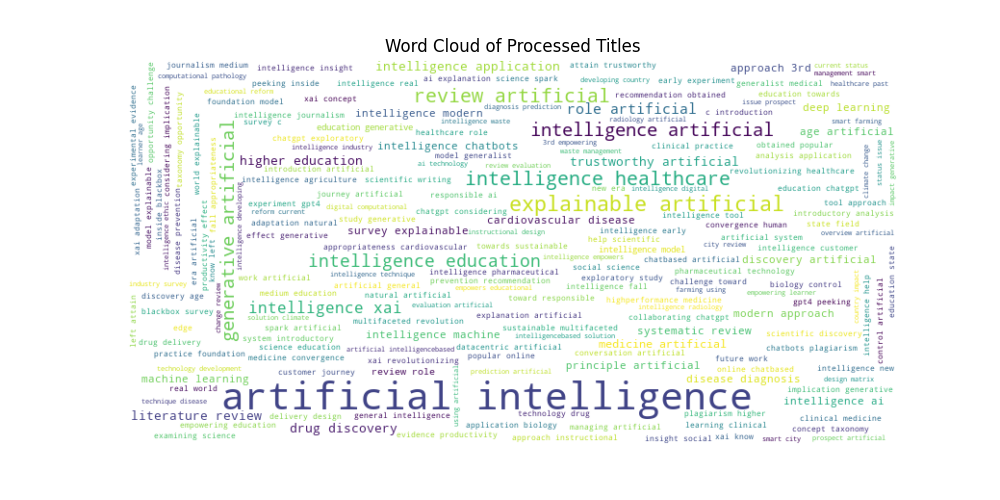 Word Cloud of Processed Titles
journalism medium
intelligence insight
intelligence application
attain trustworthy
approach 3rd
current status
management smart
computational pathology
peeking inside
intelligence real
ai explanation
science spark
developing country
early experiment
generalist medical
healthcare past
educational reform
foundation model
xai concept
review artificial
recommendation obtained
education towards
diagnosis prediction
role artificial
c introduction
issue prospect
deep learning
intelligence journalism
intelligence modern
intelligence waste
radiology artificial
smart farming
survey c
education generative
healthcare role
intelligence artificial
age artificial
chatgpt exploratory
intelligence industry
intelligence chatbots
3rd empowering
clinical practice
obtained popular
ai technology
model generalist
waste management
analysis application
higher education
introduction artificial
review evaluation
trustworthy artificial
revolutionizing healthcare
intelligence agriculture
scientific writing
intelligence healthcare
new era
intelligence digital
education chatgpt
journey artificial
responsible ai
tool approach
experiment gpt4
digital computational
explainable artificial
reform current
adaptation natural
study generative
chatgpt considering
cardiovascular disease
intelligence tool
introductory analysis
effect generative
survey explainable
instructional design
intelligence early
convergence human
state field
overview artificial
appropriateness cardiovascular
towards sustainable
help scientific
intelligence model
city review
artificial system
intelligence customer
intelligence education
intelligence empowers
social science
chatbased artificial
discovery artificial
work artificial
intelligence technique
intelligence pharmaceutical
exploratory study
challenge toward
pharmaceutical technology
industry survey
artificial general
prevention recommendation
intelligence fall
farming using
biology control
medium education
natural artificial
empowers educational
toward responsible
highperformance medicine
empowering learner
discovery age
intelligence xai
evaluation artificial
intelligence radiology
gpt4 peeking
blackbox survey
solution climate
multifaceted revolution
explanation artificial
collaborating chatgpt
modern approach
edge
spark artificial
intelligence machine
sustainable multifaceted
systematic review
scientific discovery
drug delivery
system introductory
intelligencebased solution
science education
artificial intelligencebased
datacentric artificial
medicine artificial
chatbots plagiarism
practice foundation
medicine convergence
xai revolutionizing
popular online
conversation artificial
future work
intelligence new
technology development
customer journey
review role
prediction artificial
principle artificial
online chatbased
machine learning
disease diagnosis
design matrix
real world
artificial intelligence
implication generative
technique disease
intelligence ai
literature review
delivery design
general intelligence
technology drug
plagiarism higher
clinical medicine
empowering education
drug discovery
application biology
managing artificial
learning clinical
concept taxonomy
examining science
evidence productivity
approach instructional
insight social
xai know
smart city
prospect artificial
xai adaptation
experimental evidence
learner age
model explainable
opportunity challenge
inside blackbox
intelligence ethic
considering implication
disease prevention
taxonomy opportunity
era artificial
world explainable
productivity effect
know left
fall appropriateness
change review
generative artificial
intelligence developing
left attain
using artificial
climate change
status issue
impact generative
intelligence help
control artificial
education state